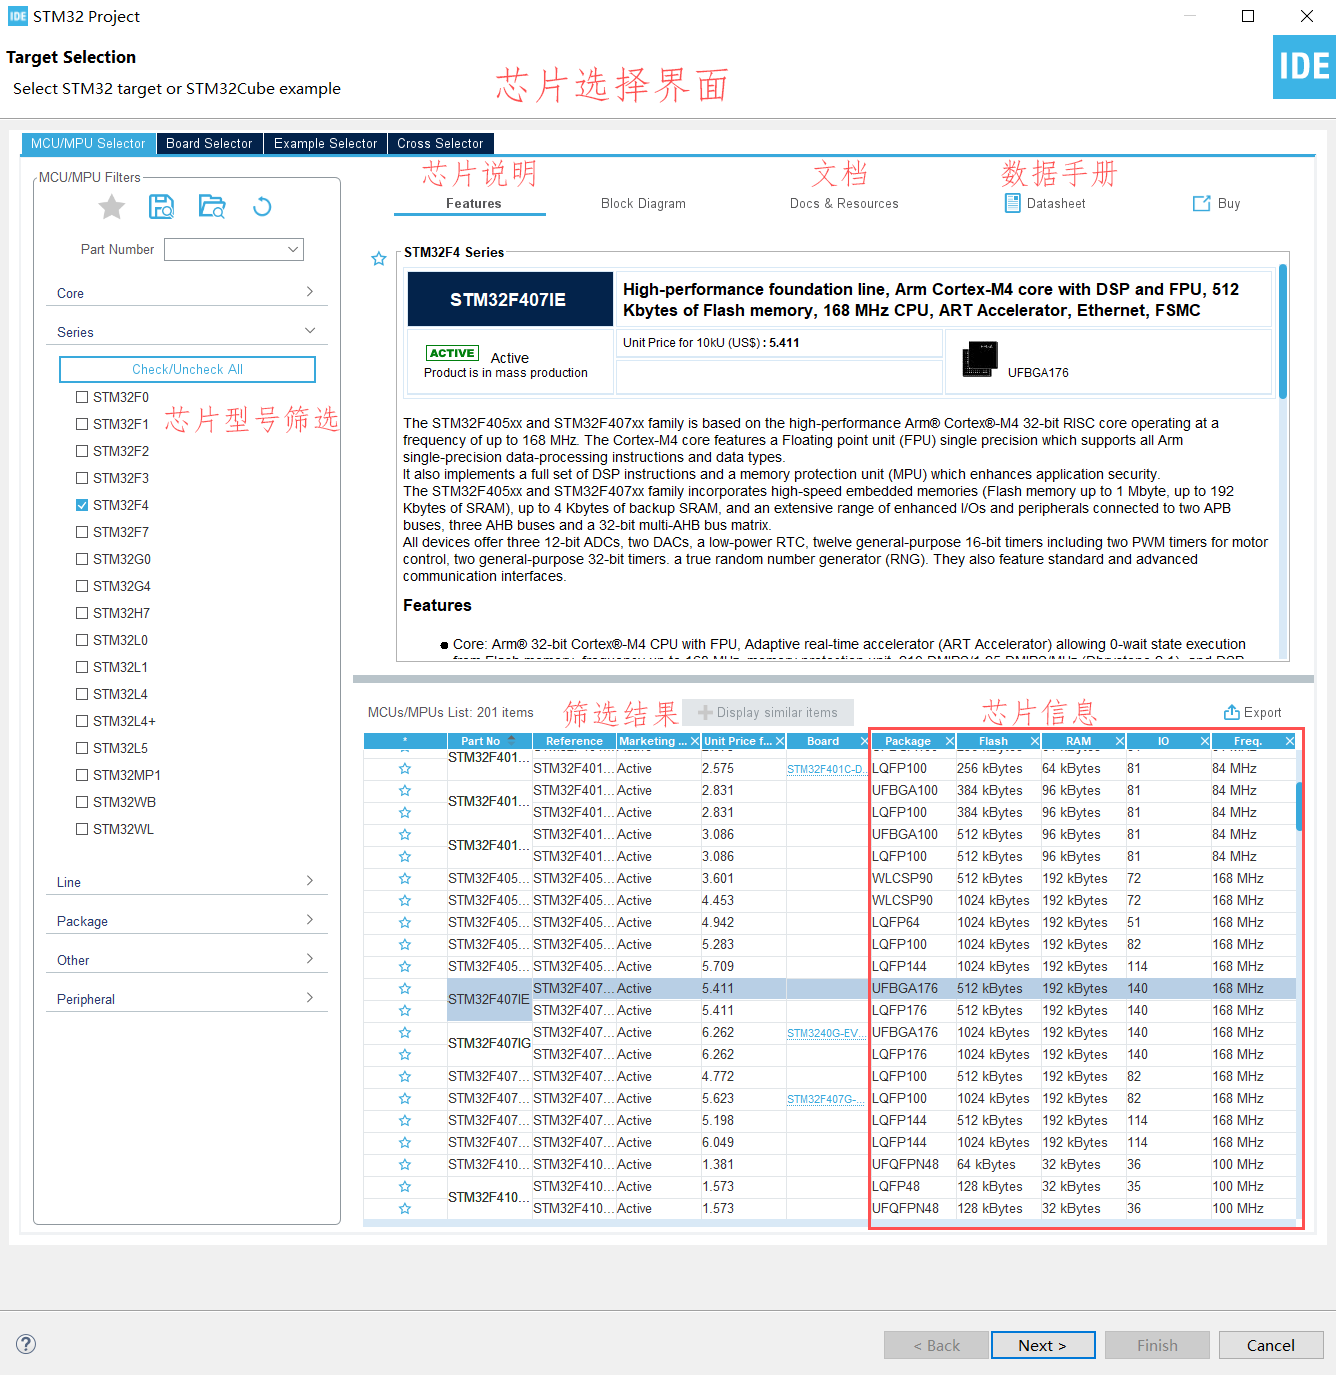 IDE STM32 Project
Target Selection
Select STM32 target or STM32Cube example
芯片选择界面
IDE
MCU/MPU Selector Board Selector Example Selector Cross Selector
MCU/MPU Filters
芯片说明 文档 数据手册
Features Block Diagram Docs & Resources Datasheet Buy
Part Number
Core
Series
Check/Uncheck All
STM32F0
芯片型号筛选
STM32F1
STM32F2
STM32F3
STM32F4
STM32F7
STM32G0
STM32G4
STM32H7
STM32L0
STM32L1
STM32L4
STM32L4+
STM32L5
STM32MP1
STM32WB
STM32WL
Line
Package
Other
Peripheral
STM32F4 Series
STM32F407IE
High-performance foundation line, Arm Cortex-M4 core with DSP and FPU, 512
Kbytes of Flash memory, 168 MHz CPU, ART Accelerator, Ethernet, FSMC
ACTIVE Active
Product is in mass production
Unit Price for 10kU (US$) : 5.411
UFBGA176
The STM32F405xx and STM32F407xx family is based on the high-performance Arm® Cortex®-M4 32-bit RISC core operating at a
frequency of up to 168 MHz. The Cortex-M4 core features a Floating point unit (FPU) single precision which supports all Arm
single-precision data-processing instructions and data types.
It also implements a full set of DSP instructions and a memory protection unit (MPU) which enhances application security.
The STM32F405xx and STM32F407xx family incorporates high-speed embedded memories (Flash memory up to 1 Mbyte, up to 192
Kbytes of SRAM), up to 4 Kbytes of backup SRAM, and an extensive range of enhanced I/Os and peripherals connected to two APB
buses, three AHB buses and a 32-bit multi-AHB bus matrix.
All devices offer three 12-bit ADCs, two DACs, a low-power RTC, twelve general-purpose 16-bit timers including two PWM timers for motor
control, two general-purpose 32-bit timers. a true random number generator (RNG). They also feature standard and advanced
communication interfaces.
Features
● Core: Arm® 32-bit Cortex®-M4 CPU with FPU, Adaptive real-time accelerator (ART Accelerator) allowing 0-wait state execution
MCUs/MPUs List: 201 items 筛选结果 Display similar items 芯片信息 Export
* Part No Reference Marketing ... Unit Price f... Board Package Flash RAM IO Freq.
STM32F401...
STM32F401... Active 2.575 STM32F401C-D... LQFP100 256 kBytes 64 kBytes 81 84 MHz
STM32F401... STM32F401... Active 2.831 UFBGA100 384 kBytes 96 kBytes 81 84 MHz
STM32F401... Active 2.831 LQFP100 384 kBytes 96 kBytes 81 84 MHz
STM32F401... STM32F401... Active 3.086 UFBGA100 512 kBytes 96 kBytes 81 84 MHz
STM32F401... Active 3.086 LQFP100 512 kBytes 96 kBytes 81 84 MHz
STM32F405... STM32F405... Active 3.601 WLCSP90 512 kBytes 192 kBytes 72 168 MHz
STM32F405... STM32F405... Active 4.453 WLCSP90 1024 kBytes 192 kBytes 72 168 MHz
STM32F405... STM32F405... Active 4.942 LQFP64 1024 kBytes 192 kBytes 51 168 MHz
STM32F405... STM32F405... Active 5.283 LQFP100 1024 kBytes 192 kBytes 82 168 MHz
STM32F405... STM32F405... Active 5.709 LQFP144 1024 kBytes 192 kBytes 114 168 MHz
STM32F407IE STM32F407... Active 5.411 UFBGA176 512 kBytes 192 kBytes 140 168 MHz
STM32F407... Active 5.411 LQFP176 512 kBytes 192 kBytes 140 168 MHz
STM32F407IG STM32F407... Active 6.262 STM3240G-EV... UFBGA176 1024 kBytes 192 kBytes 140 168 MHz
STM32F407... Active 6.262 LQFP176 1024 kBytes 192 kBytes 140 168 MHz
STM32F407... STM32F407... Active 4.772 LQFP100 512 kBytes 192 kBytes 82 168 MHz
STM32F407... STM32F407... Active 5.623 STM32F407G-... LQFP100 1024 kBytes 192 kBytes 82 168 MHz
STM32F407... STM32F407... Active 5.198 LQFP144 512 kBytes 192 kBytes 114 168 MHz
STM32F407... STM32F407... Active 6.049 LQFP144 1024 kBytes 192 kBytes 114 168 MHz
STM32F410... STM32F410... Active 1.381 UFQFPN48 64 kBytes 32 kBytes 36 100 MHz
STM32F410... STM32F410... Active 1.573 LQFP48 128 kBytes 32 kBytes 35 100 MHz
STM32F410... Active 1.573 UFQFPN48 128 kBytes 32 kBytes 36 100 MHz
? < Back Next > Finish Cancel